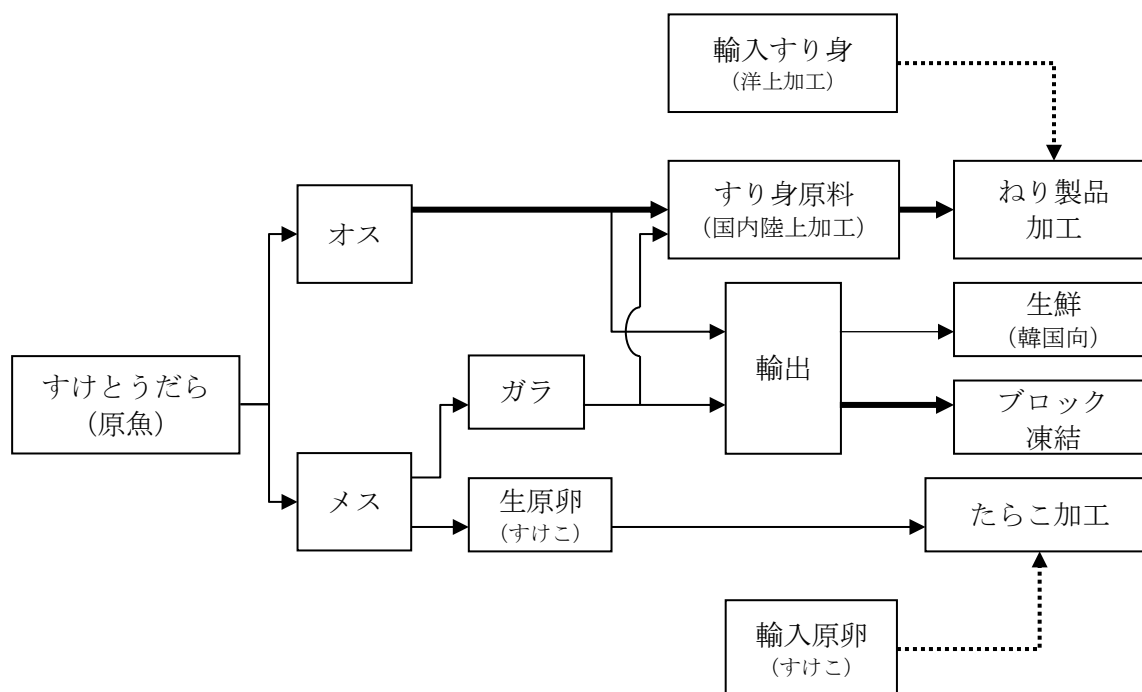 輸入すり身
（洋上加工）
すり身原料
（国内陸上加工）
ねり製品
加工
オス
生鮮
（韓国向）
輸出
すけとうだら
（原魚）
ガラ
ブロック
凍結
メス
生原卵
（すけこ）
たらこ加工
輸入原卵
（すけこ）